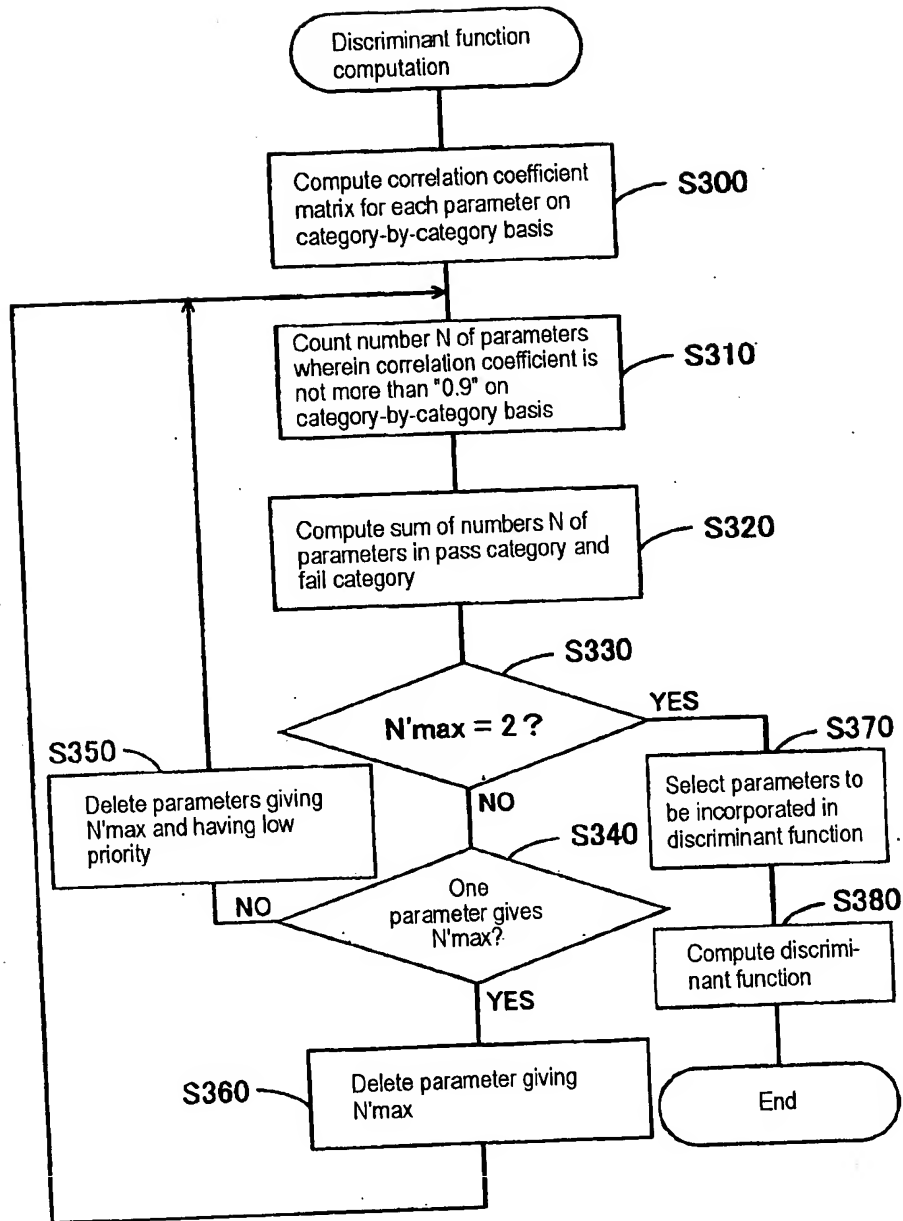 Discriminant function
computation
Compute correlation coefficient
matrix for each parameter on
category-by-category basis
S300
Count number N of parameters
wherein correlation coefficient is
not more than "0.9" on
category-by-category basis
S310
Compute sum of numbers N of
parameters in pass category and
fail category
S320
S330
N'max = 2?
YES
NO
S350
Delete parameters giving
N'max and having low
priority
S340
One
parameter gives
N'max?
NO
YES
S360
Delete parameter giving
N'max
S370
Select parameters to
be incorporated in
discriminant function
S380
Compute discrimi-
nant function
End